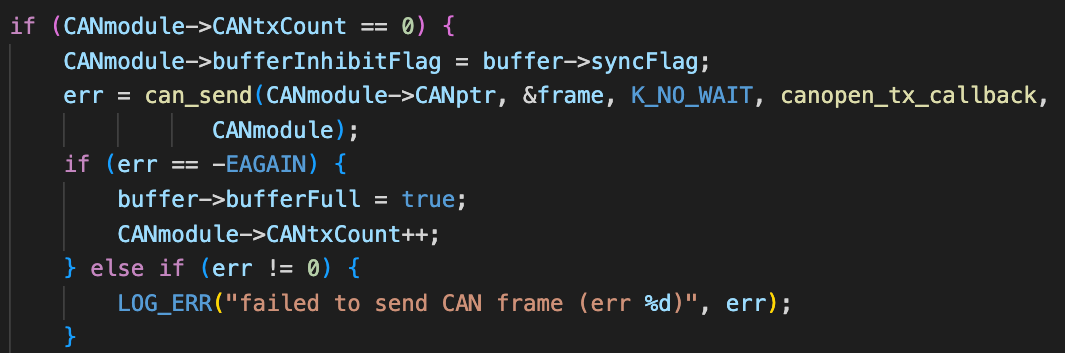 if (CANmodule->CANtxCount == 0) {
    CANmodule->bufferInhibitFlag = buffer->syncFlag;
    err = can_send(CANmodule->CANptr, &frame, K_NO_WAIT, canopen_tx_callback,
               CANmodule);
    if (err == -EAGAIN) {
        buffer->bufferFull = true;
        CANmodule->CANtxCount++;
    } else if (err != 0) {
        LOG_ERR("failed to send CAN frame (err %d)", err);
    }